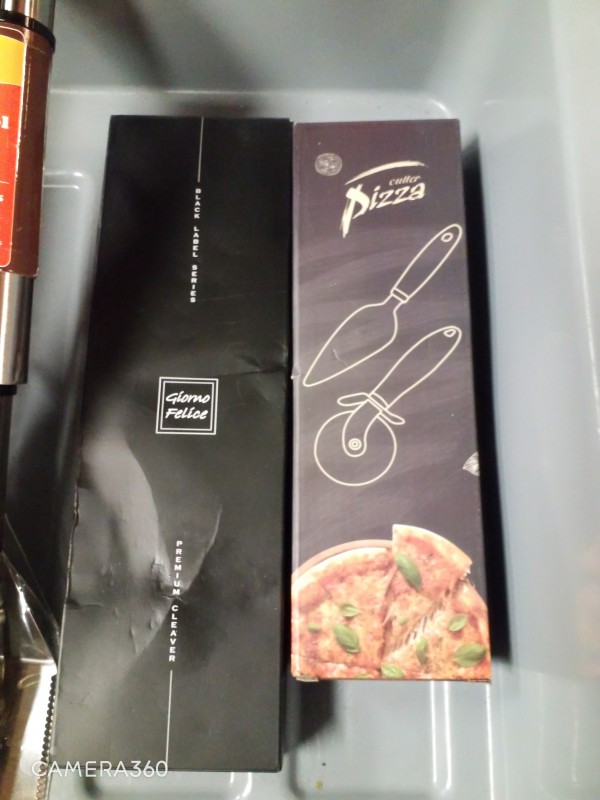 BLACK LABEL SERIES
Giorno
Felice
PREMIUM CLEAVER
cutter
Pizza
CAMERA360